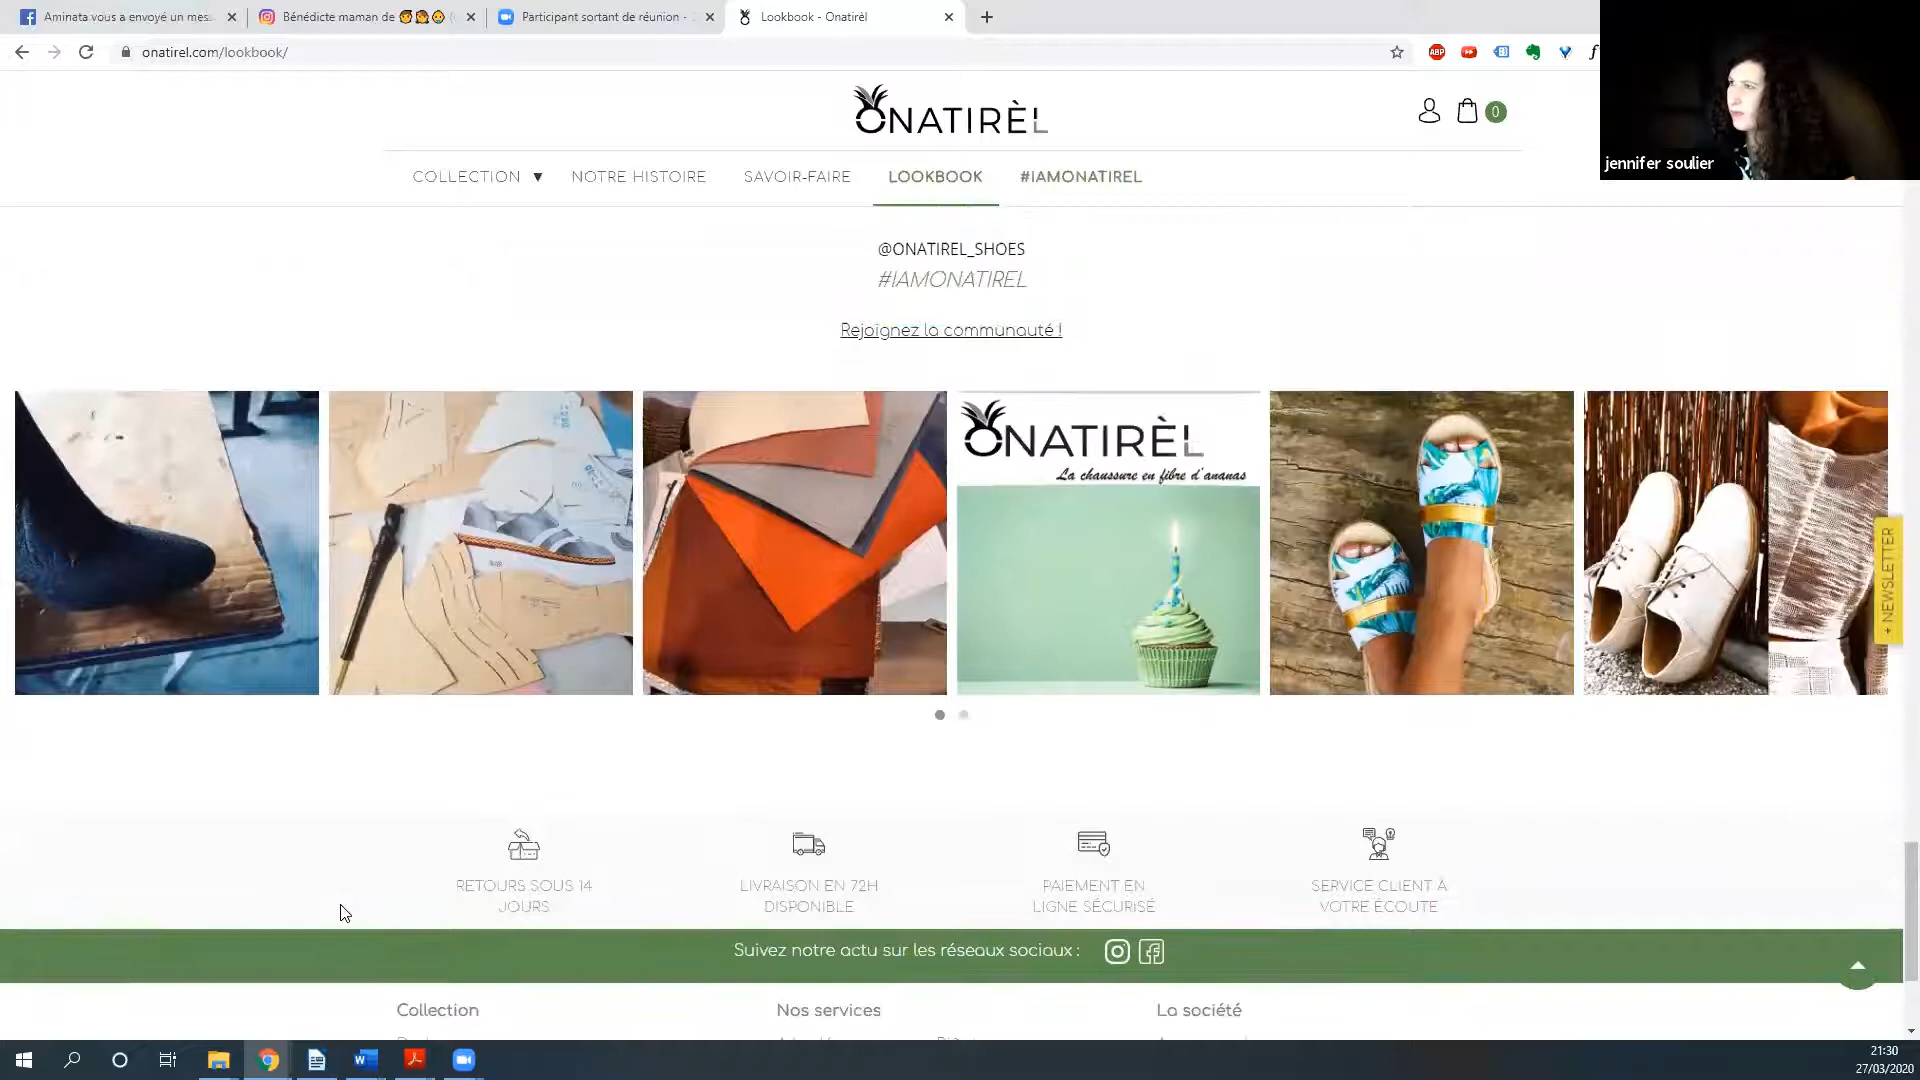 Aminata vous a envoyé un mes
Bénédicte maman de
Participant sortant de réunion -
Lookbook - Onatirèl
onatirel.com/lookbook/
ABP
ONATIRÈL
0
jennifer soulier
COLLECTION ▼
NOTRE HISTOIRE
SAVOIR-FAIRE
LOOKBOOK
#IAMONATIREL
@ONATIREL_SHOES
#IAMONATIREL
Rejoignez la communauté !
ONATIRÈL
La chaussure en fibre d'ananas
+ NEWSLETTER
RETOURS SOUS 14
JOURS
LIVRAISON EN 72H
DISPONIBLE
PAIEMENT EN
LIGNE SÉCURISÉ
SERVICE CLIENT À
VOTRE ÉCOUTE
Suivez notre actu sur les réseaux sociaux :
Collection
Nos services
La société
21:30
27/03/2020